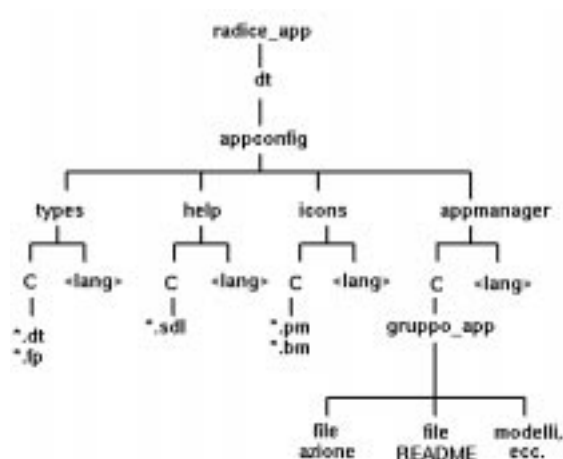 radice_app
dt
appconfig
types help icons appmanager
C <lang> C <lang> C <lang> C <lang>
*.dt *.sdl *.pm gruppo_app
*.fp *.bm
file file modelli,
azione README ecc.